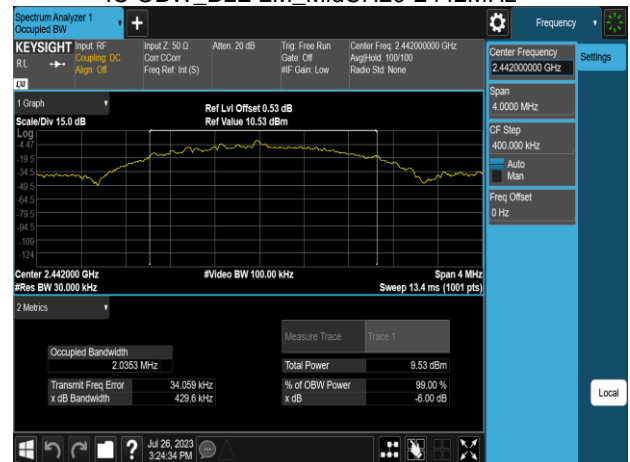 IC OBW_BLE 2M_MidCH20 2442MHz
Spectrum Analyzer 1
Occupied BW
Frequency
KEYSIGHT
RL
LXI
Input: RF
Coupling: DC
Align: Off
Input Z: 50 Ω
Corr CCorr
Freq Ref: Int (S)
Atten: 20 dB
Trig: Free Run
Gate: Off
#IF Gain: Low
Center Freq: 2.442000000 GHz
Avg|Hold: 100/100
Radio Std: None
Center Frequency
2.442000000 GHz
Settings
Span
4.0000 MHz
CF Step
400.000 kHz
Auto
Man
Freq Offset
0 Hz
Local
1 Graph
Scale/Div 15.0 dB
Ref Lvl Offset 0.53 dB
Ref Value 10.53 dBm
Log
-4.47
-19.5
-34.5
-49.5
-64.5
-79.5
-94.5
-109
-124
Center 2.442000 GHz
#Video BW 100.00 kHz
Span 4 MHz
#Res BW 30.000 kHz
Sweep 13.4 ms (1001 pts)
2 Metrics
Measure Trace
Trace 1
Occupied Bandwidth
2.0353 MHz
Total Power
9.53 dBm
Transmit Freq Error
34.059 kHz
% of OBW Power
99.00 %
x dB Bandwidth
429.6 kHz
x dB
-6.00 dB
?
Jul 26, 2023
3:24:34 PM